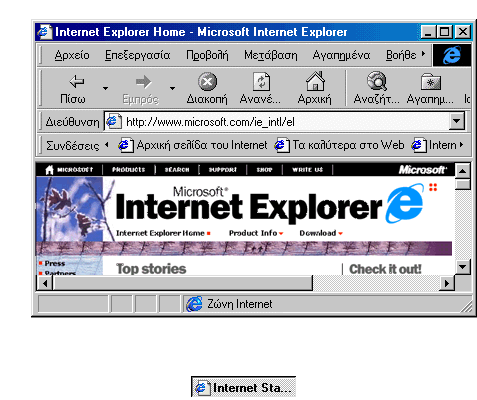 Internet Explorer Home - Microsoft Internet Explorer
Αρχείο Επεξεργασία Προβολή Μετάβαση Αγαπημένα Βοήθε
Πίσω Εμπρός Διακοπή Ανανέ... Αρχική Αναζήτ... Αγαπημ...
Διεύθυνση http://www.microsoft.com/ie_intl/el
Συνδέσεις Αρχική σελίδα του Internet Τα καλύτερα στο Web Intern
MICROSOFT PRODUCTS SEARCH SUPPORT SHOP WRITE US Microsoft
Microsoft®
Internet Explorer
Internet Explorer Home Product Info Download
Press
Partners
Top stories Check it out!
Ζώνη Internet
Internet Sta...